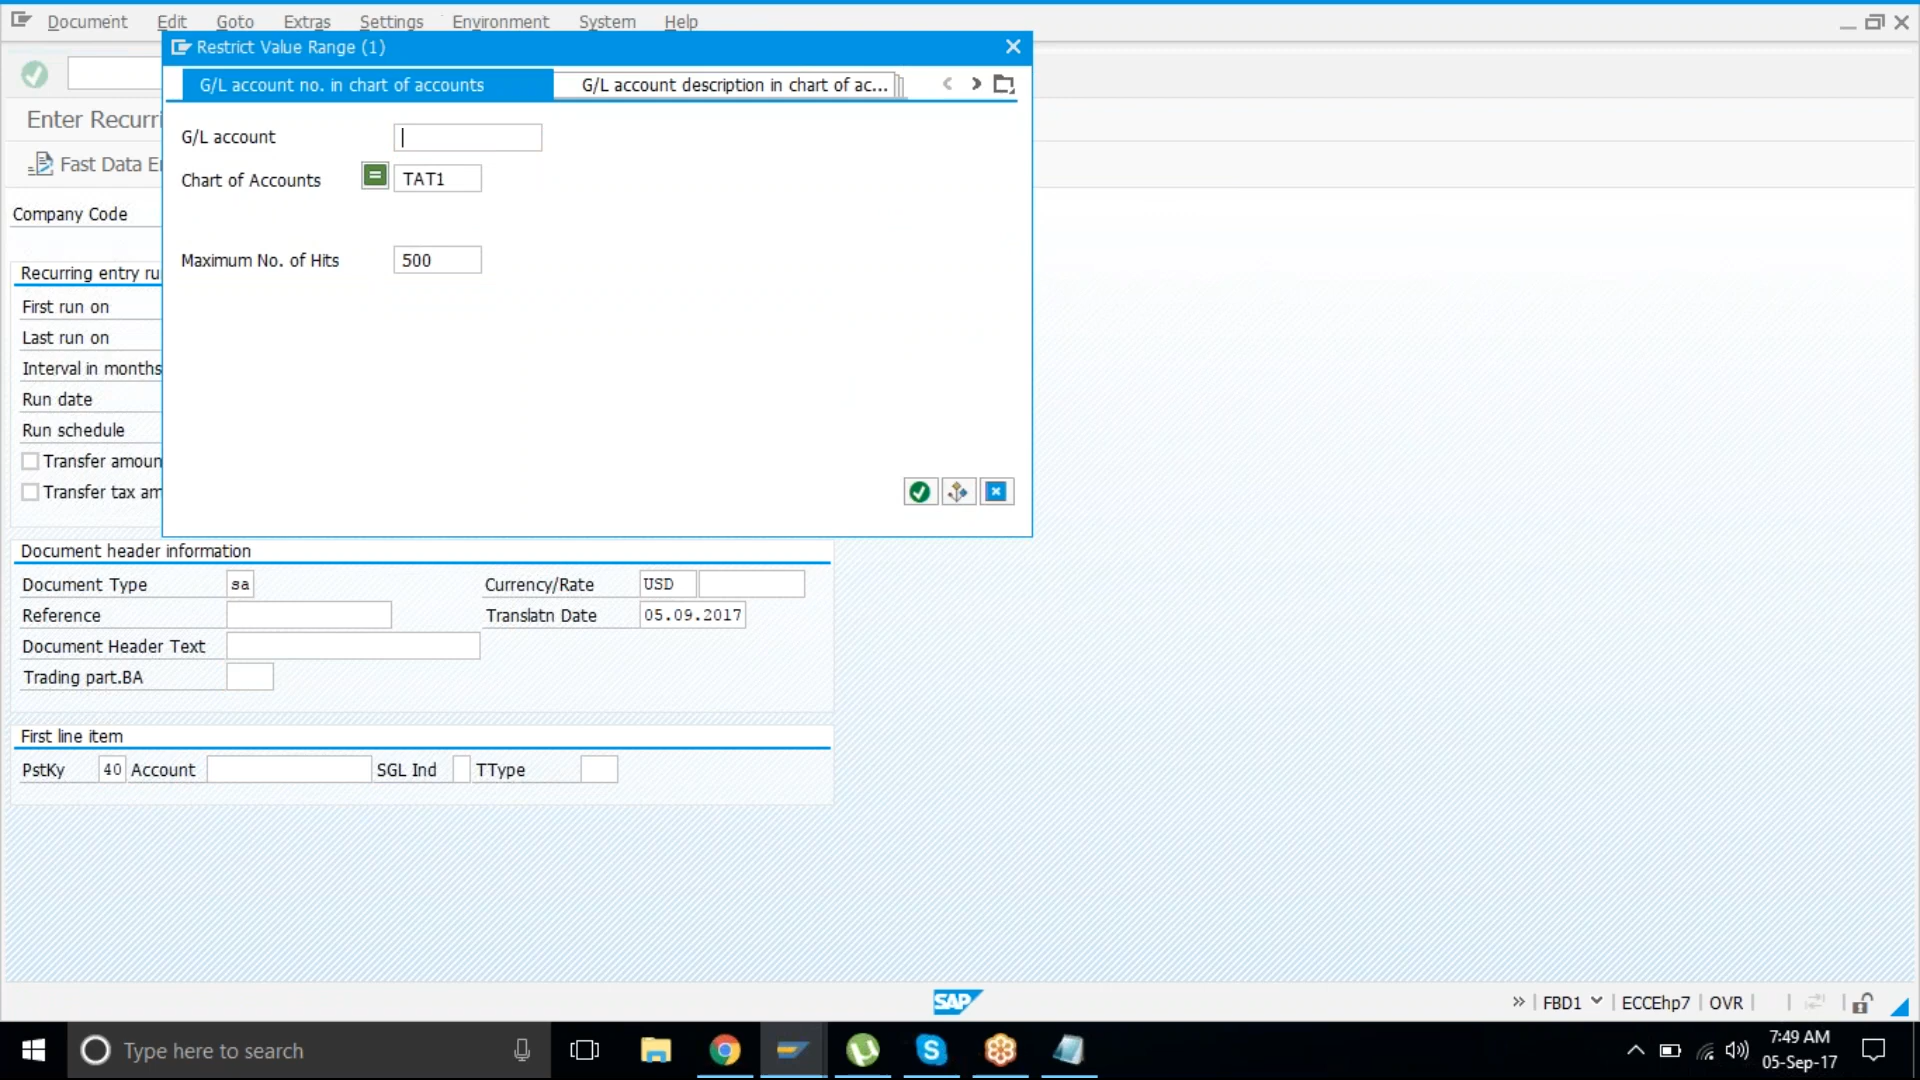 Document Edit Goto Extras Settings Environment System Help
Restrict Value Range (1)
G/L account no. in chart of accounts
G/L account description in chart of ac...
Enter Recurri
G/L account
Fast Data E
Chart of Accounts = TAT1
Company Code
Maximum No. of Hits 500
Recurring entry ru
First run on
Last run on
Interval in months
Run date
Run schedule
Transfer amoun
Transfer tax am
Document header information
Document Type sa Currency/Rate USD
Reference Translatn Date 05.09.2017
Document Header Text
Trading part.BA
First line item
PstKy 40 Account SGL Ind TType
SAP
FBD1 ECCEhp7 OVR
Type here to search
7:49 AM
05-Sep-17